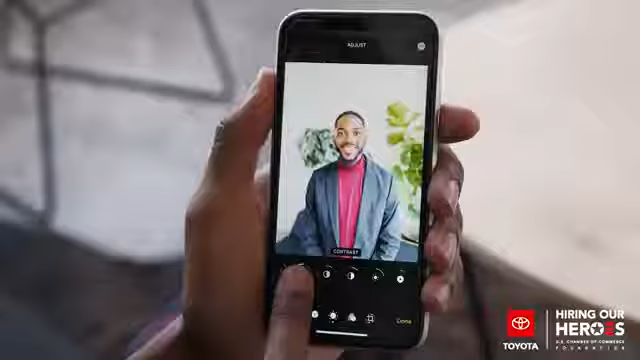 ADJUST
CONTRAST
Done
TOYOTA
HIRING OUR
HEROES
U.S. CHAMBER OF COMMERCE
FOUNDATION